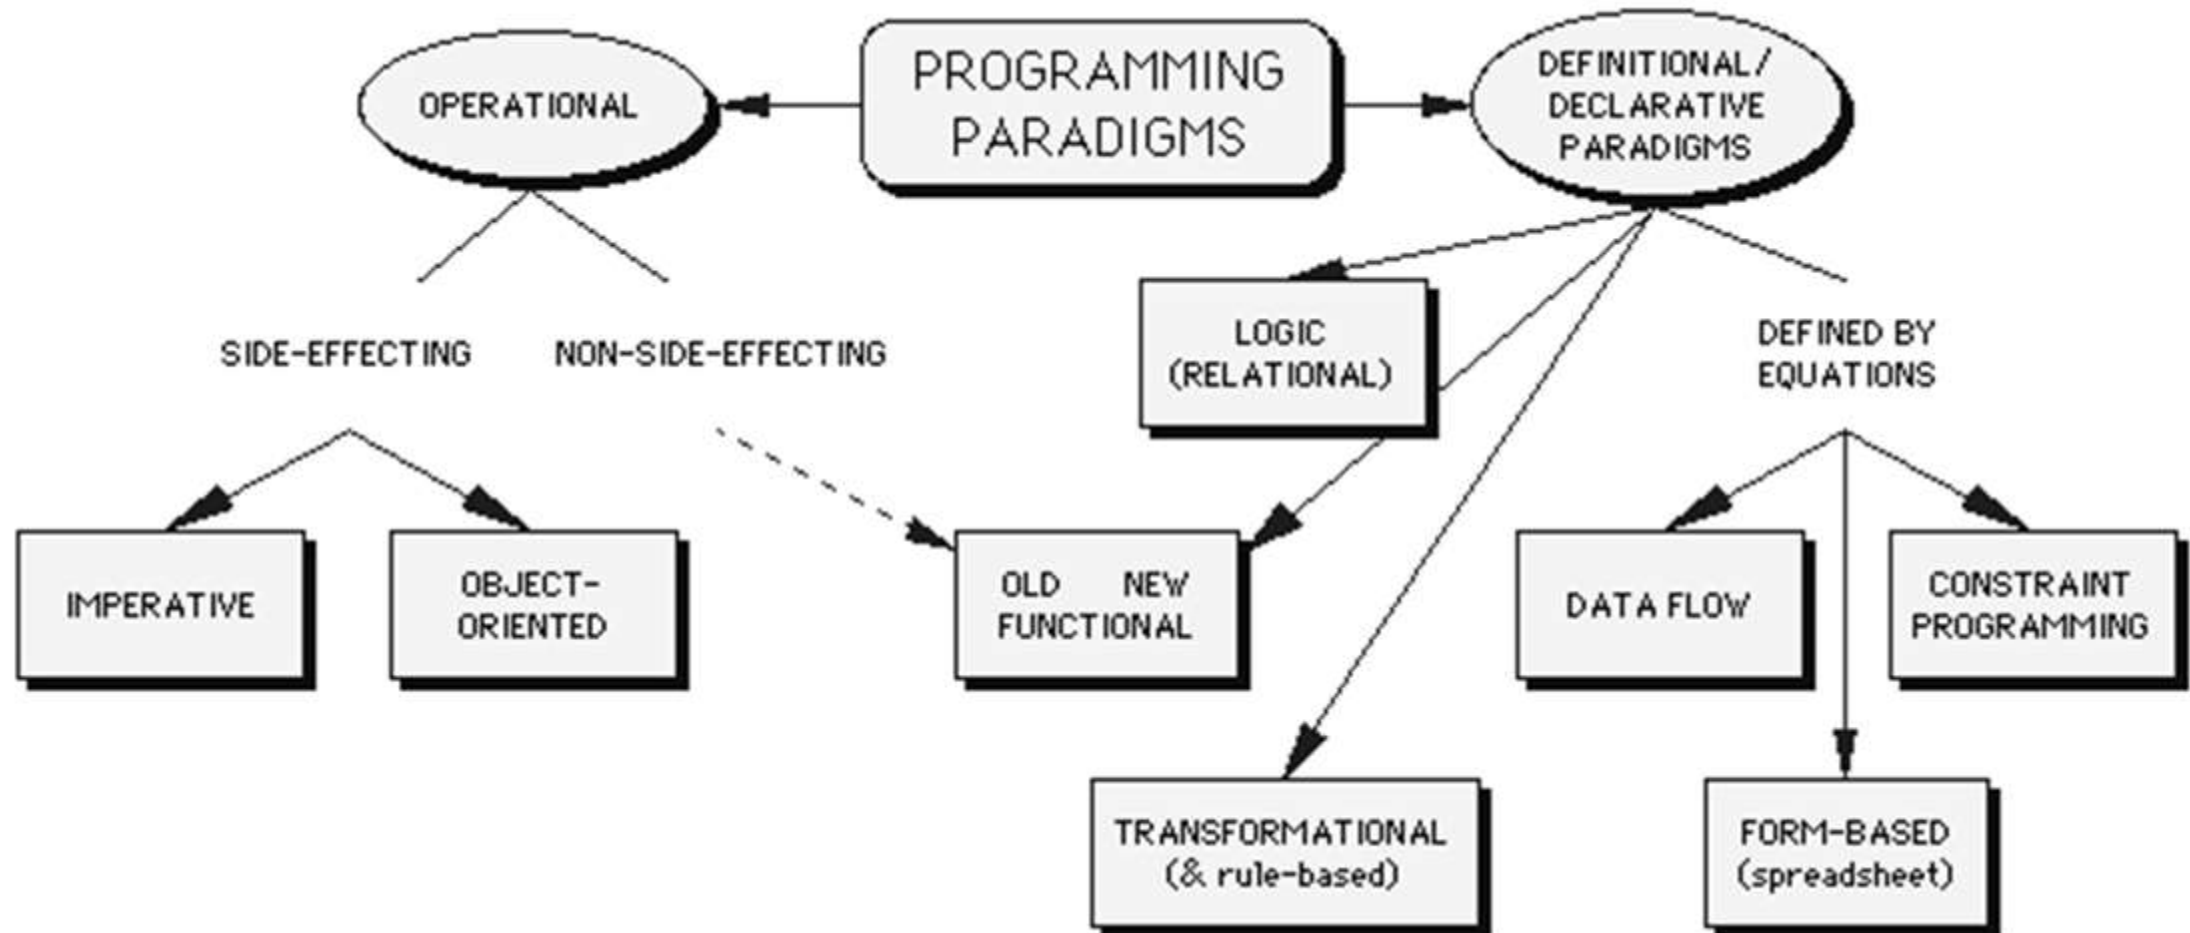 OPERATIONAL
PROGRAMMING
PARADIGMS
DEFINITIONAL/
DECLARATIVE
PARADIGMS
SIDE-EFFECTING
NON-SIDE-EFFECTING
LOGIC
(RELATIONAL)
DEFINED BY
EQUATIONS
IMPERATIVE
OBJECT-
ORIENTED
OLD NEW
FUNCTIONAL
DATA FLOW
CONSTRAINT
PROGRAMMING
TRANSFORMATIONAL
(& rule-based)
FORM-BASED
(spreadsheet)